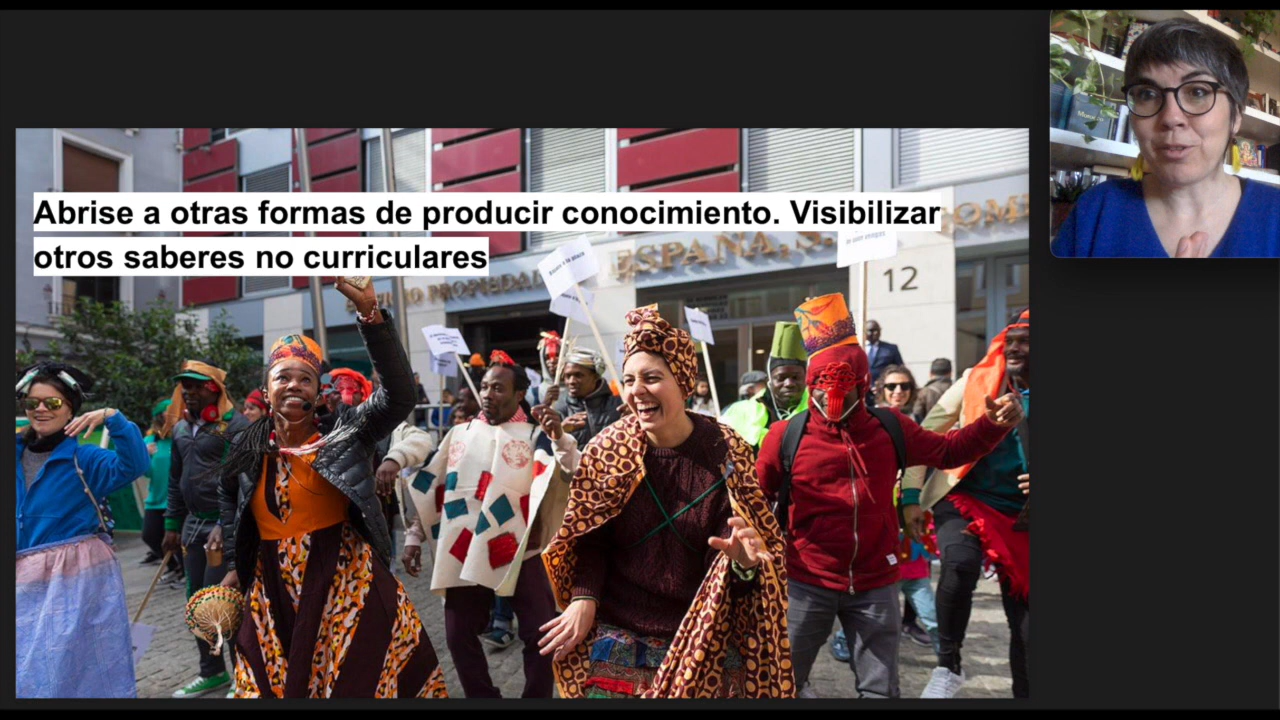 Abrise a otras formas de producir conocimiento. Visibilizar
otros saberes no curriculares
ESPAÑA, S.
12